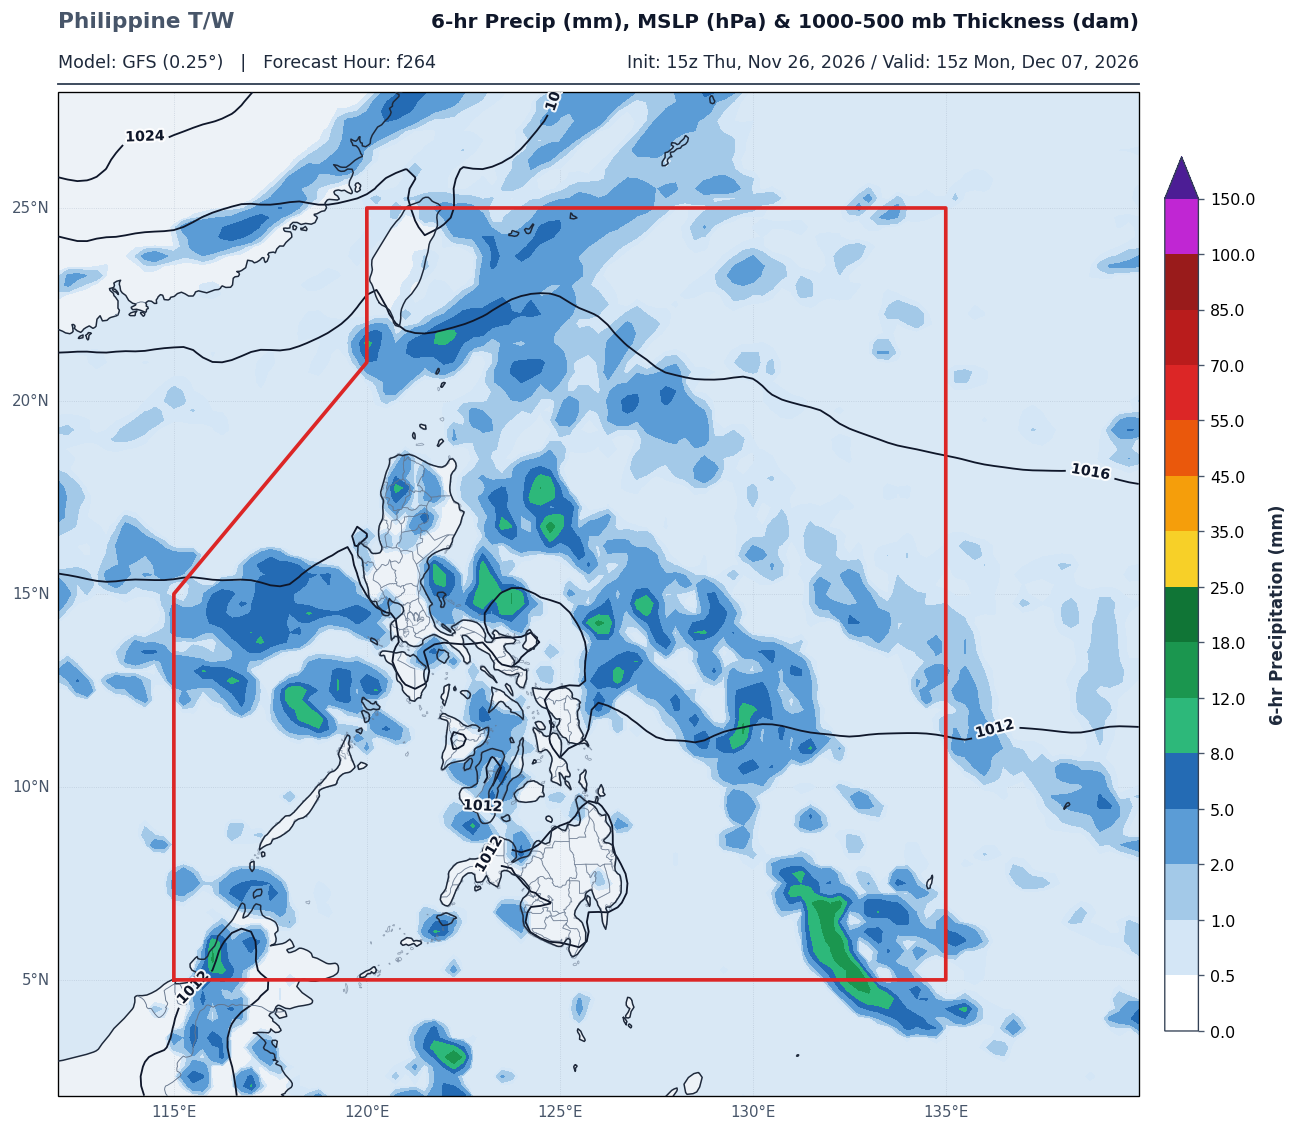 Philippine T/W
6-hr Precip (mm), MSLP (hPa) & 1000-500 mb Thickness (dam)
Model: GFS (0.25°) | Forecast Hour: f264
Init: 15z Thu, Nov 26, 2026 / Valid: 15z Mon, Dec 07, 2026
10
1024
1016
1012
1012
1012
1012
25°N
20°N
15°N
10°N
5°N
115°E
120°E
125°E
130°E
135°E
150.0
100.0
85.0
70.0
55.0
45.0
35.0
25.0
18.0
12.0
8.0
5.0
2.0
1.0
0.5
0.0
6-hr Precipitation (mm)